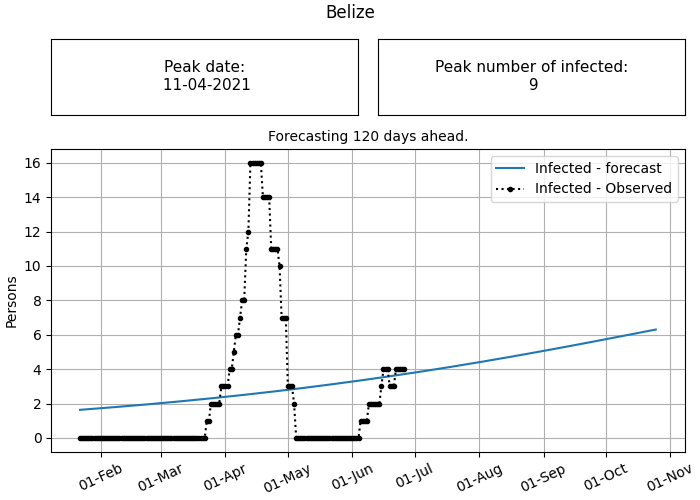 Belize
Peak date:
11-04-2021
Peak number of infected:
9
Forecasting 120 days ahead.
Infected - forecast
Infected - Observed
Persons
16
14
12
10
8
6
4
2
0
01-Feb
01-Mar
01-Apr
01-May
01-Jun
01-Jul
01-Aug
01-Sep
01-Oct
01-Nov